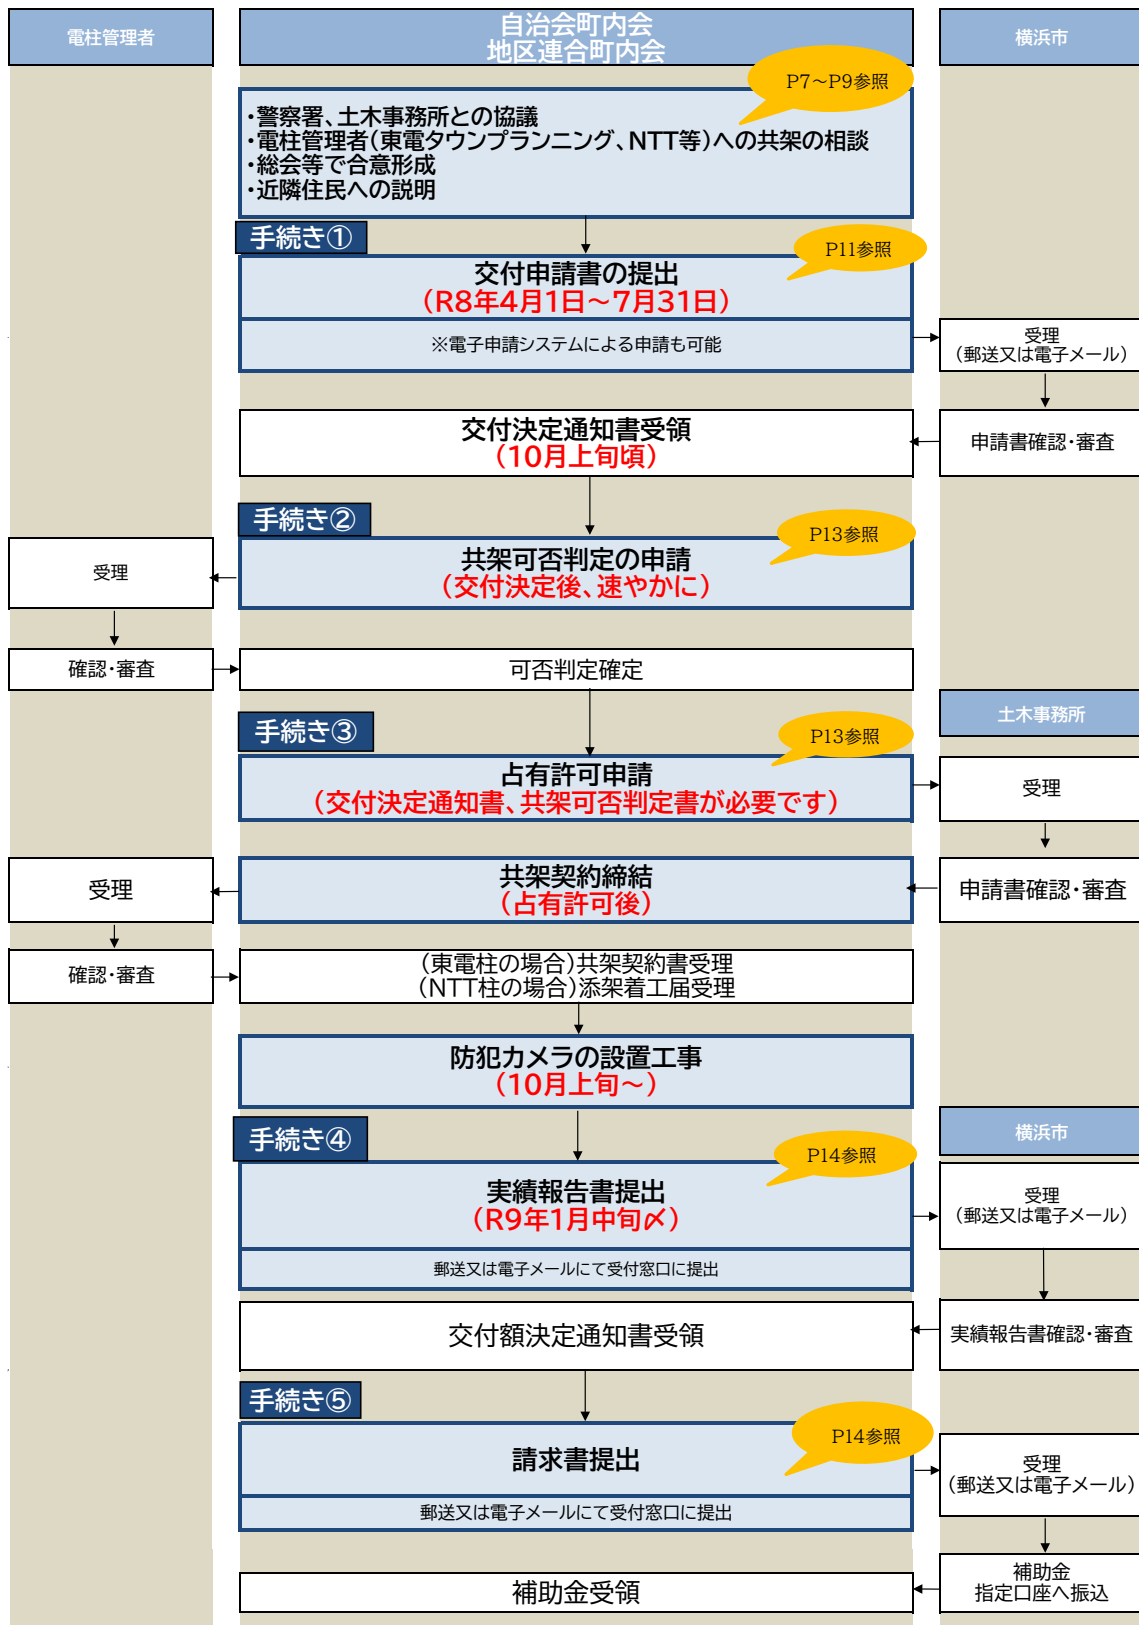 電柱管理者
自治会町内会
地区連合町内会
横浜市
P7～P9参照
・警察署、土木事務所との協議
・電柱管理者（東電タウンプランニング、NTT等）への共架の相談
・総会等で合意形成
・近隣住民への説明
手続き①
P11参照
交付申請書の提出
（R8年4月1日～7月31日）
※電子申請システムによる申請も可能
受理
（郵送又は電子メール）
交付決定通知書受領
（10月上旬頃）
申請書確認・審査
手続き②
P13参照
共架可否判定の申請
（交付決定後、速やかに）
受理
確認・審査
可否判定確定
土木事務所
手続き③
P13参照
占有許可申請
（交付決定通知書、共架可否判定書が必要です）
受理
受理
共架契約締結
（占有許可後）
申請書確認・審査
確認・審査
（東電柱の場合）共架契約書受理
（NTT柱の場合）添架着工届受理
防犯カメラの設置工事
（10月上旬～）
横浜市
手続き④
P14参照
実績報告書提出
（R9年1月中旬〆）
郵送又は電子メールにて受付窓口に提出
受理
（郵送又は電子メール）
交付額決定通知書受領
実績報告書確認・審査
手続き⑤
P14参照
請求書提出
郵送又は電子メールにて受付窓口に提出
受理
（郵送又は電子メール）
補助金受領
補助金
指定口座へ振込